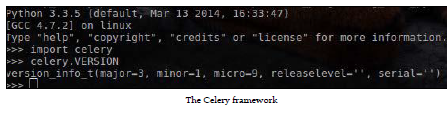 Python 3.3.5 (default, Mar 13 2014, 16:33:47)
[GCC 4.7.2] on linux
Type "help", "copyright", "credits" or "license" for more information.
>>> import celery
>>> celery.VERSION
version_info_t(major=3, minor=1, micro=9, releaselevel='', serial='')
>>>
The Celery framework